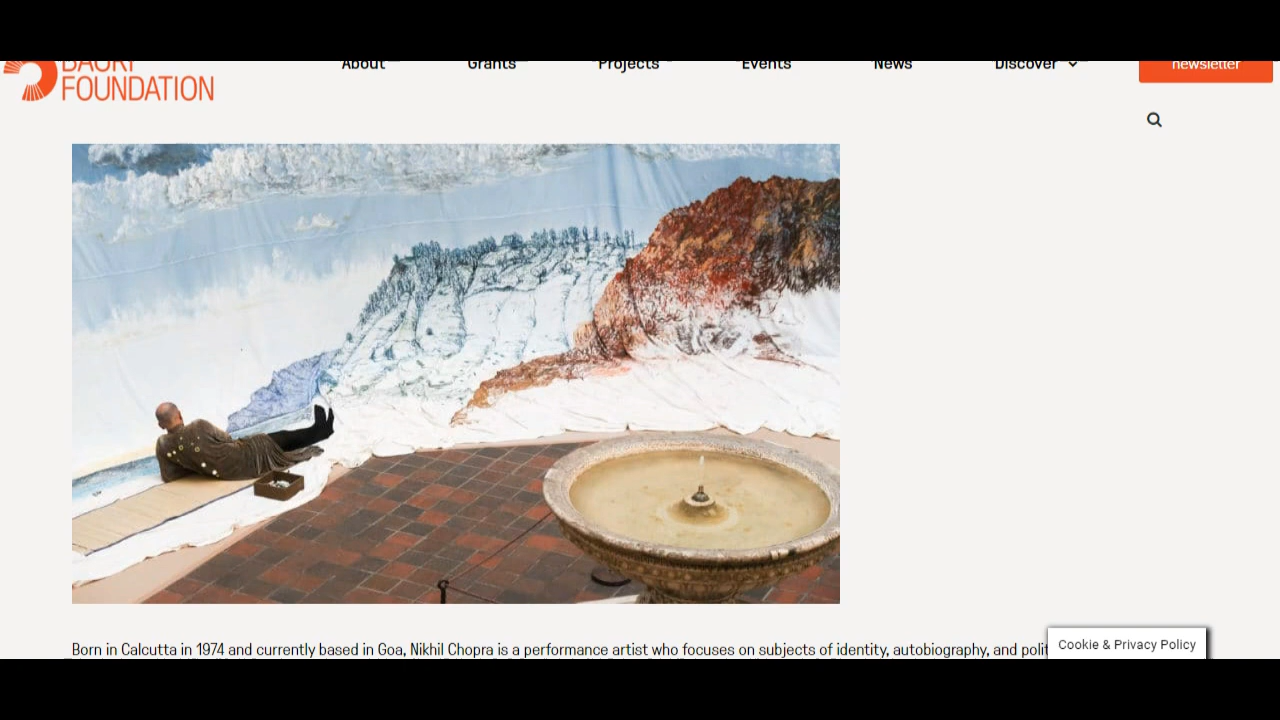 FOUNDATION
About
Grants
Projects
Events
News
Discover
newsletter
Born in Calcutta in 1974 and currently based in Goa, Nikhil Chopra is a performance artist who focuses on subjects of identity, autobiography, and
Cookie & Privacy Policy